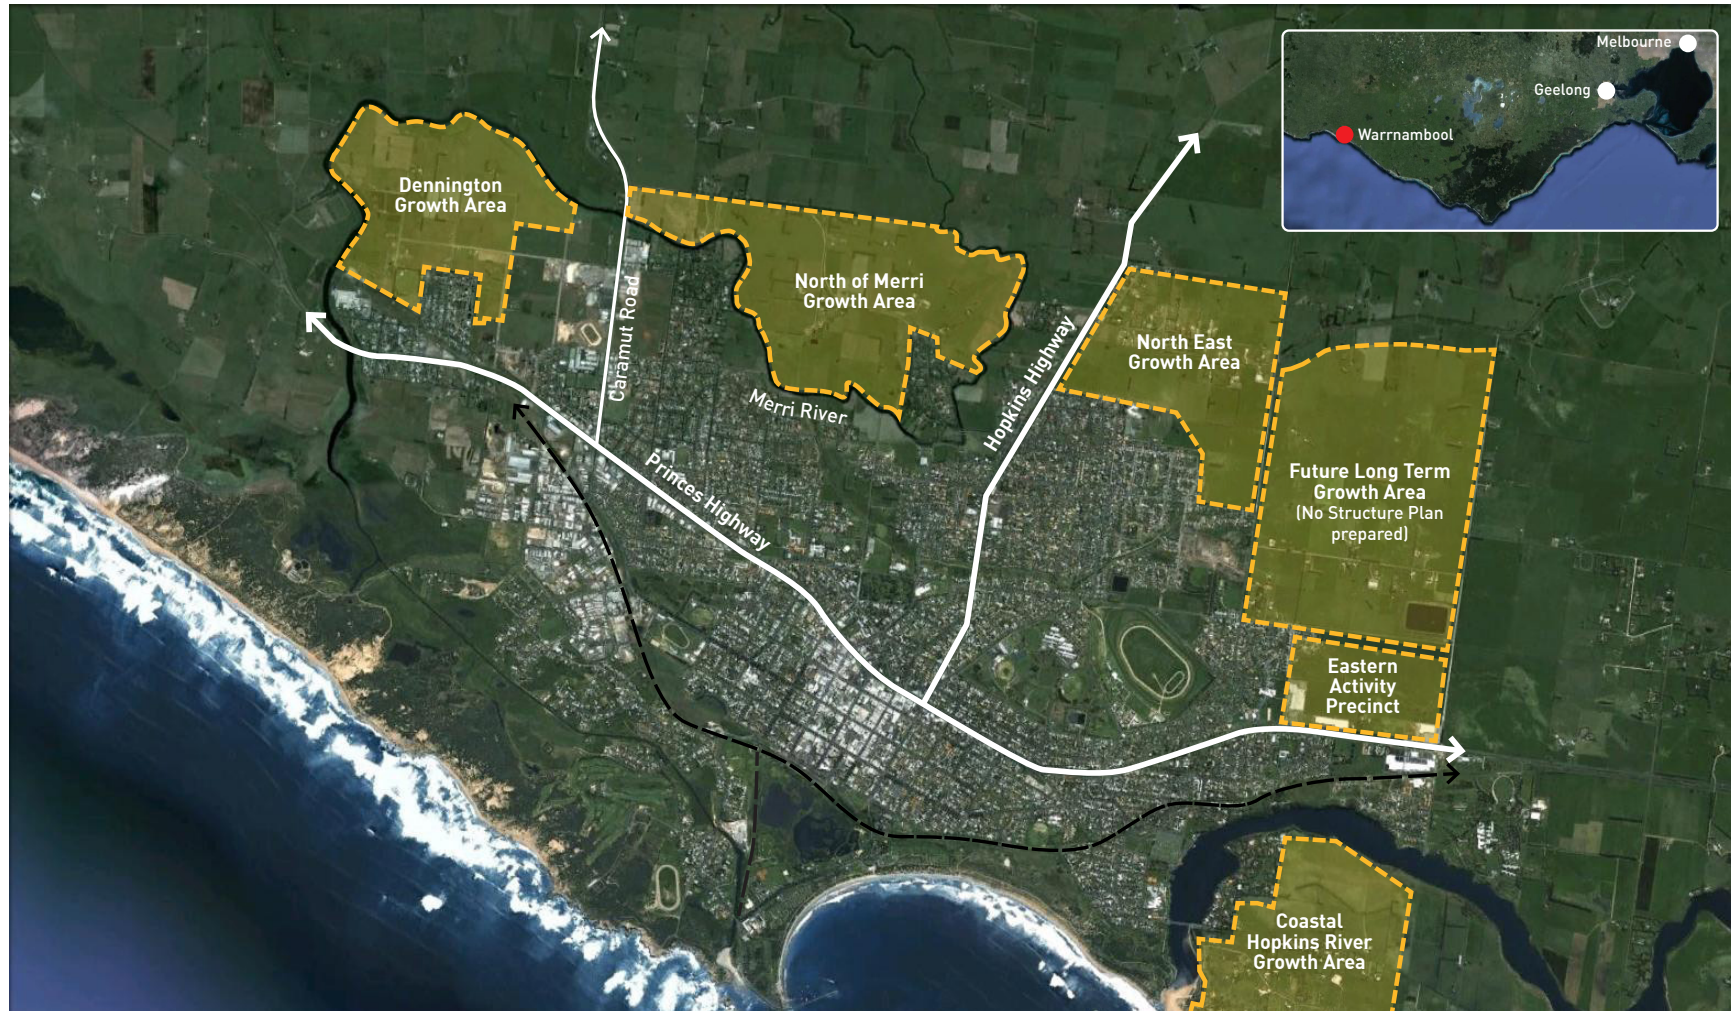 Melbourne
Geelong
Warrnambool
Dennington
Growth Area
North of Merri
Growth Area
North East
Growth Area
Caramut Road
Hopkins Highway
Merri River
Princes Highway
Future Long Term
Growth Area
(No Structure Plan
prepared)
Eastern
Activity
Precinct
Coastal
Hopkins River
Growth Area